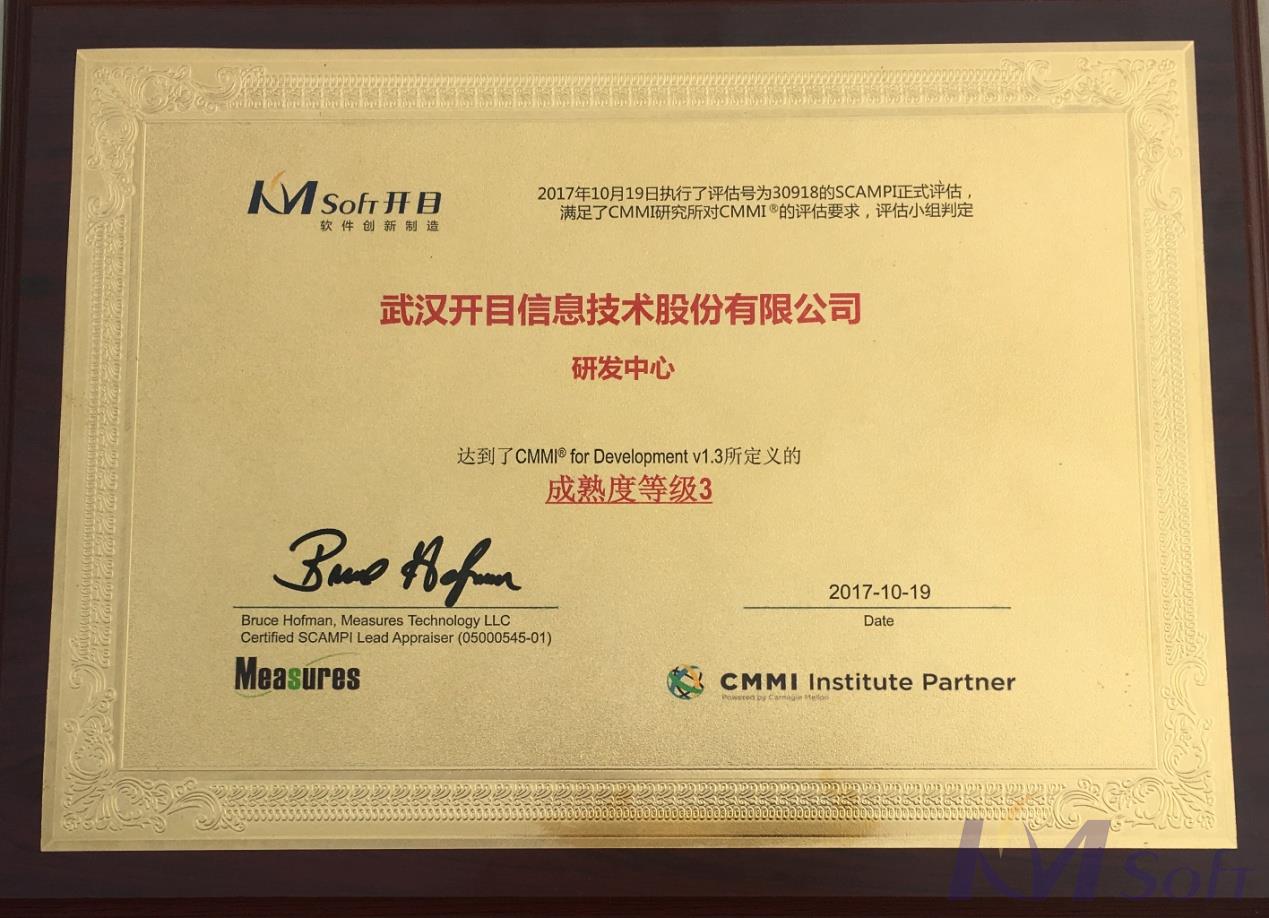 KMSoft开目
软件创新制造
2017年10月19日执行了评估号为30918的SCAMPI正式评估，
满足了CMMI研究所对CMMI®的评估要求，评估小组判定
武汉开目信息技术股份有限公司
研发中心
达到了CMMI® for Development v1.3所定义的
成熟度等级3
Bruce Hofman
2017-10-19
Bruce Hofman, Measures Technology LLC
Date
Certified SCAMPI Lead Appraiser (05000545-01)
Measures
CMMI Institute Partner
Powered by Carnegie Mellon
KMSoft